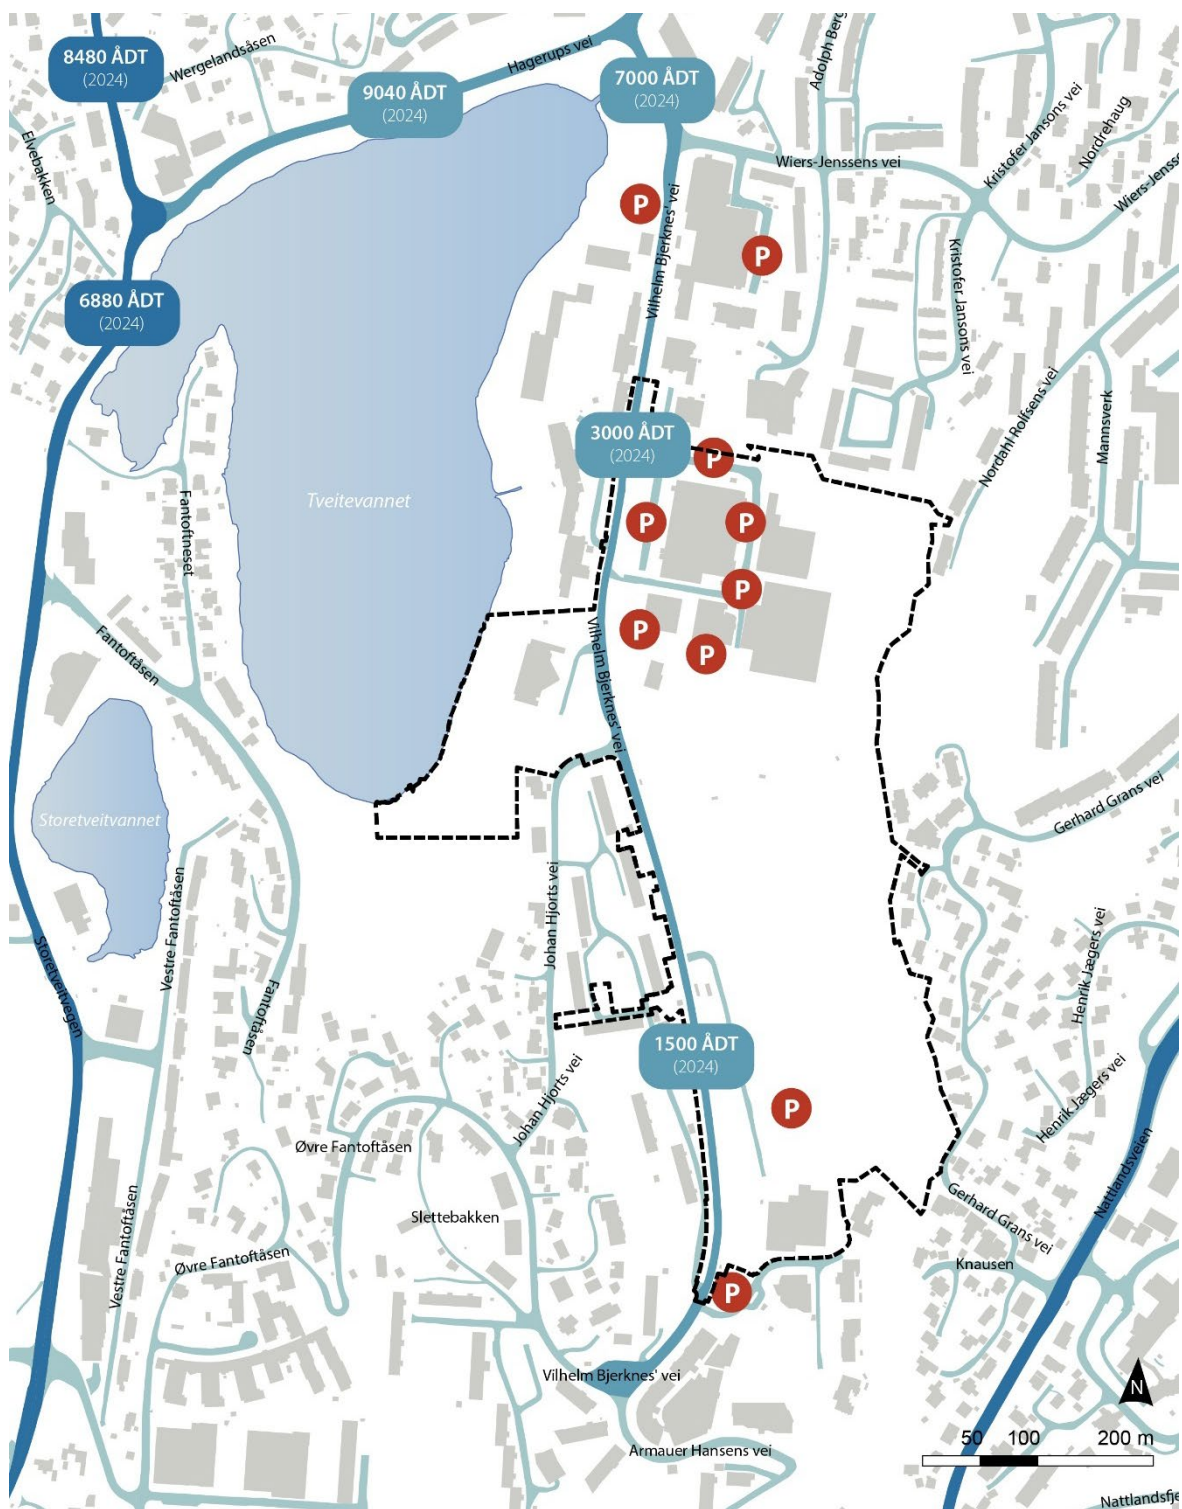 8480 ÅDT
(2024)
Wergelandsåsen
Hagerups vei
9040 ÅDT
(2024)
7000 ÅDT
(2024)
Adolph Berg
Elvebakken
Wiers-Jenssens vei
Kristofer Jansons vei
Nordrehaug
Wiers-Jensse
P
Vilhelm Bjerknes' vei
P
Kristofer Jansons vei
6880 ÅDT
(2024)
Nordahl Rolfsens vei
Mannsverk
3000 ÅDT
(2024)
P
Tveitevannet
Fantoftneset
P
P
P
P
P
Vilhelm Bjerknes' vei
Fantoftåsen
Gerhard Grans vei
Storetveitvannet
Johan Hjorts vei
Vestre Fantoftåsen
Henrik Jægers vei
Storetveitvegen
Fantoftåsen
1500 ÅDT
(2024)
Johan Hjorts vei
P
Henrik Jægers vei
Øvre Fantoftåsen
Nattlandsveien
Slettebakken
Gerhard Grans vei
Vestre Fantoftåsen
Øvre Fantoftåsen
Knausen
P
Vilhelm Bjerknes' vei
N
Armauer Hansens vei
50 100 200 m
Nattlandsfje